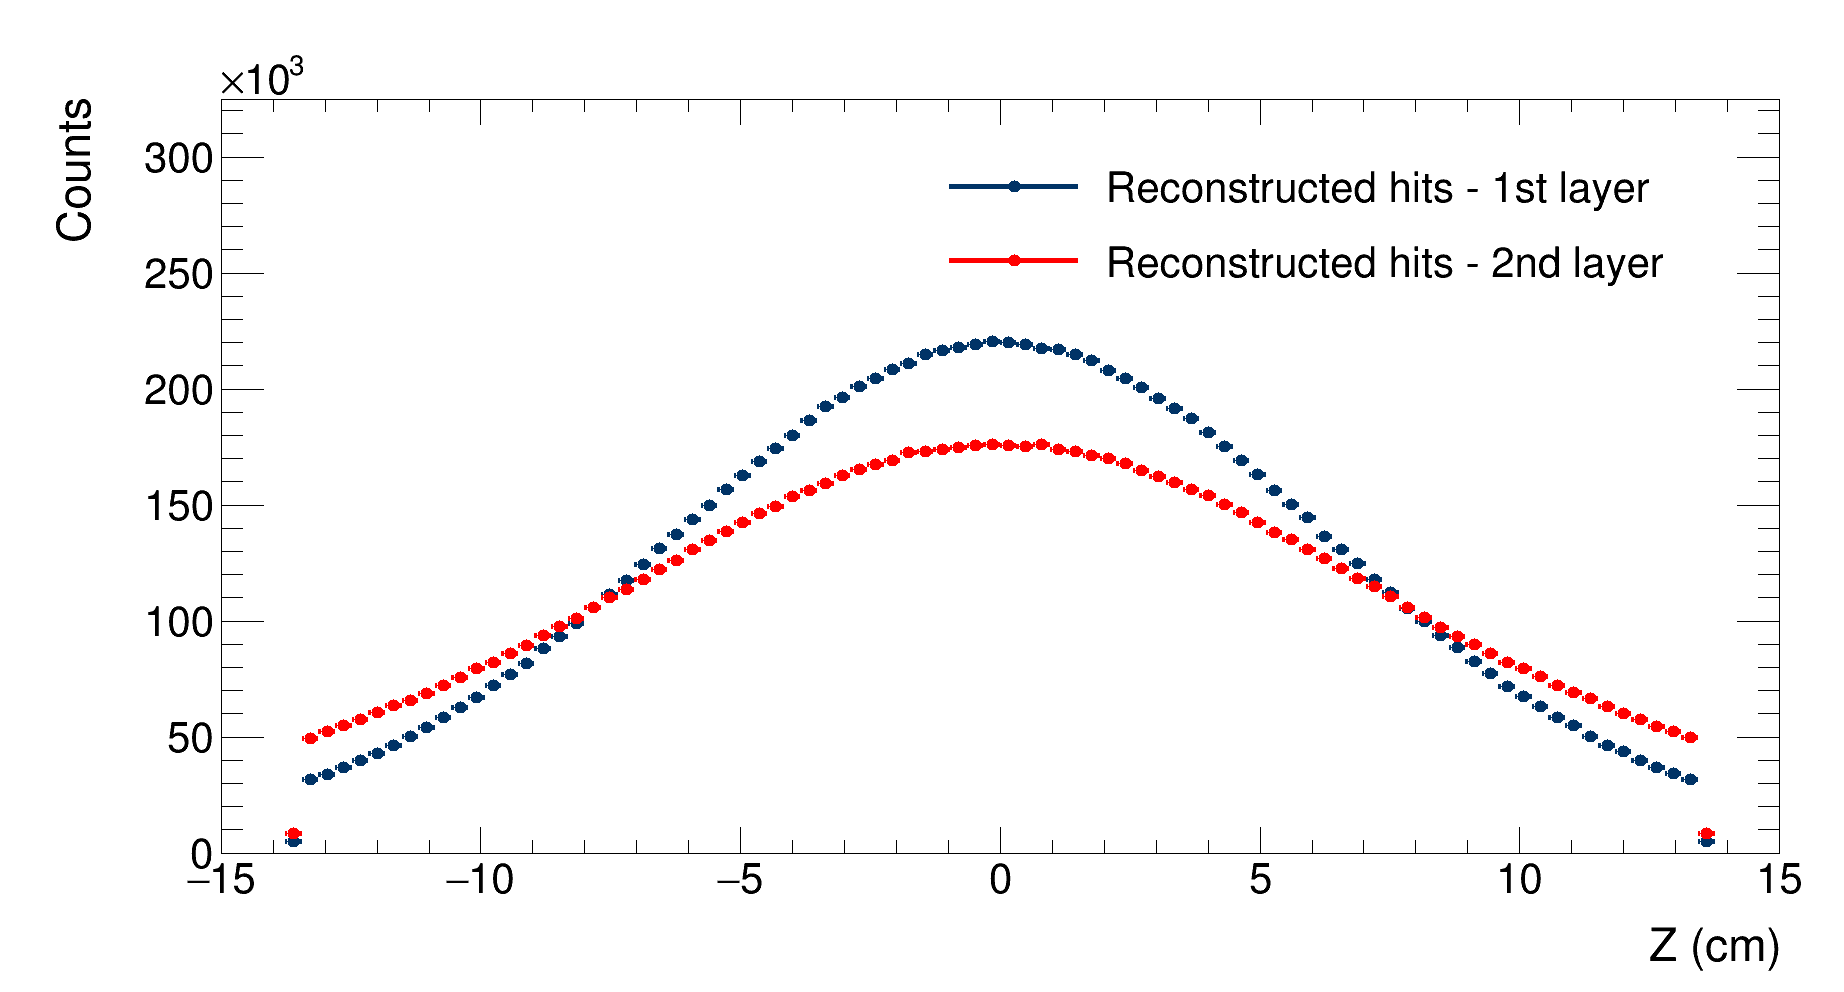 ×10³
Counts
300
250
200
150
100
50
0
Reconstructed hits - 1st layer
Reconstructed hits - 2nd layer
−15 −10 −5 0 5 10 15
Z (cm)